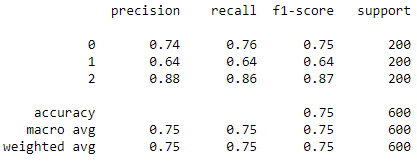 precision recall f1-score support
0 0.74 0.76 0.75 200
1 0.64 0.64 0.64 200
2 0.88 0.86 0.87 200
accuracy 0.75 600
macro avg 0.75 0.75 0.75 600
weighted avg 0.75 0.75 0.75 600